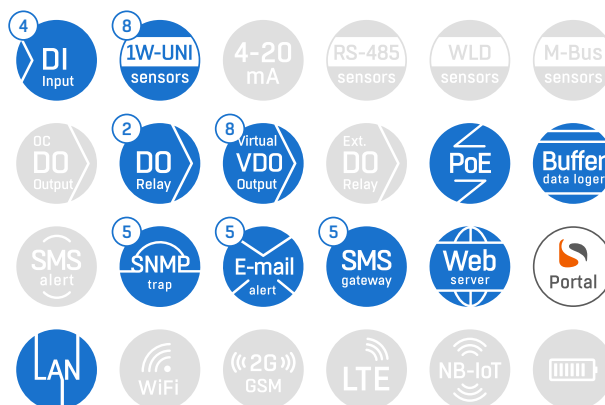 4
DI
Input
8
1W-UNI
sensors
4-20
mA
RS-485
sensors
WLD
sensors
M-Bus
sensors
OC
DO
Output
2
DO
Relay
8
Virtual
VDO
Output
Ext.
DO
Relay
PoE
Buffer
data loger
SMS
alert
5
SNMP
trap
5
E-mail
alert
5
SMS
gateway
Web
server
Portal
LAN
WiFi
2G
GSM
LTE
NB-IoT